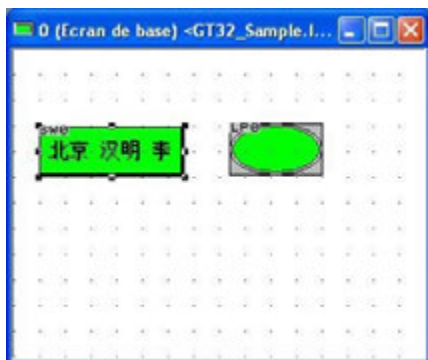 0 (Ecran de base) <GT32_Sample.l...
SW0
LP0
北京 汉明 李